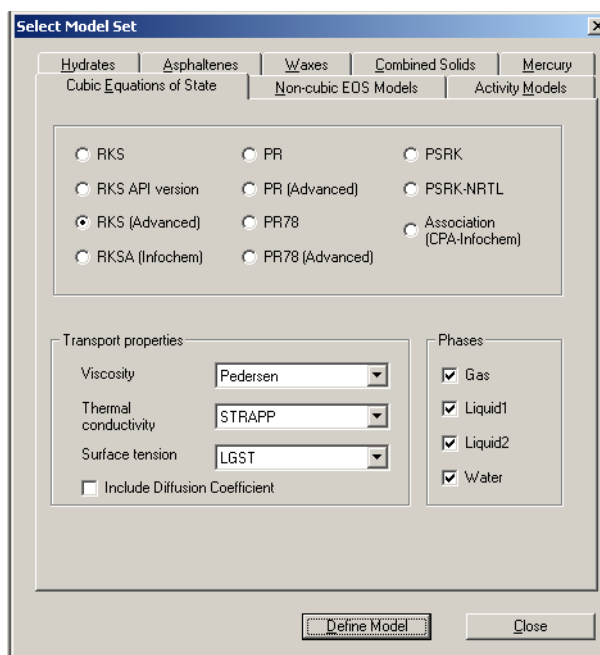 Select Model Set
Hydrates Asphaltenes Waxes Combined Solids Mercury
Cubic Equations of State Non-cubic EOS Models Activity Models
RKS PR PSRK
RKS API version PR (Advanced) PSRK-NRTL
RKS (Advanced) PR78 Association
(CPA-Infochem)
RKSA (Infochem) PR78 (Advanced)
Transport properties Phases
Viscosity Pedersen Gas
Thermal
conductivity STRAPP Liquid1
Surface tension LGST Liquid2
Include Diffusion Coefficient Water
Define Model Close